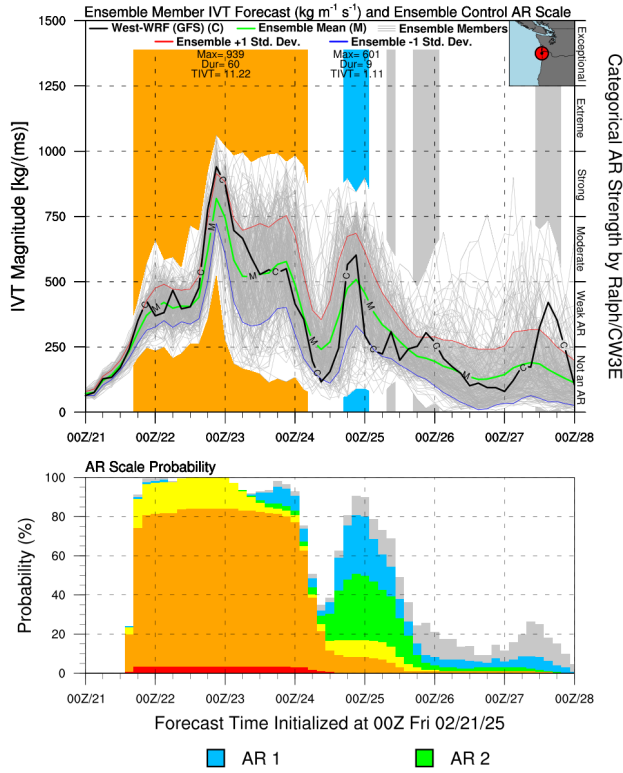 Ensemble Member IVT Forecast (kg m⁻¹ s⁻¹) and Ensemble Control AR Scale
West-WRF (GFS) (C) Ensemble Mean (M) Ensemble Members
Ensemble +1 Std. Dev. Ensemble -1 Std. Dev.
Max= 939
Dur= 60
TIVT= 11.22
Max= 601
Dur= 9
TIVT= 1.11
IVT Magnitude [kg/(ms)]
1500
1250
1000
750
500
250
0
Exceptional
Extreme
Strong
Moderate
Weak AR
Not an AR
Categorical AR Strength by Ralph/CW3E
C C C C C C C C
M M M M M M
00Z/21 00Z/22 00Z/23 00Z/24 00Z/25 00Z/26 00Z/27 00Z/28
AR Scale Probability
Probability (%)
100
80
60
40
20
0
00Z/21 00Z/22 00Z/23 00Z/24 00Z/25 00Z/26 00Z/27 00Z/28
Forecast Time Initialized at 00Z Fri 02/21/25
AR 1 AR 2